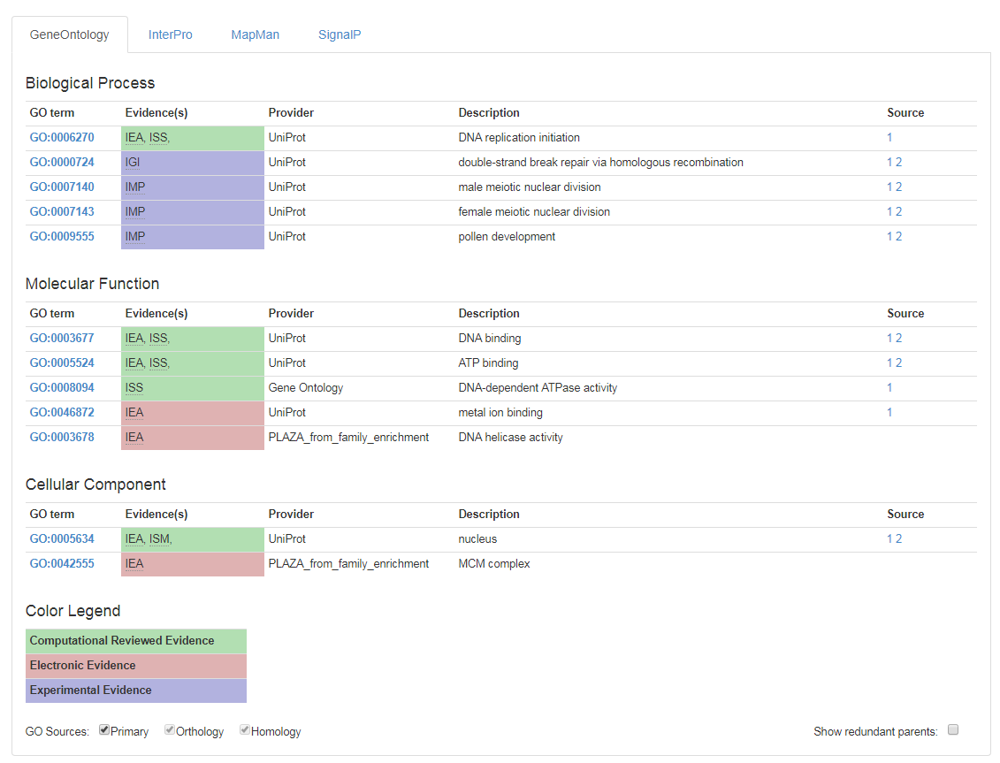 GeneOntology InterPro MapMan SignalP
Biological Process
GO term Evidence(s) Provider Description Source
GO:0006270 IEA, ISS, UniProt DNA replication initiation 1
GO:0000724 IGI UniProt double-strand break repair via homologous recombination 1 2
GO:0007140 IMP UniProt male meiotic nuclear division 1 2
GO:0007143 IMP UniProt female meiotic nuclear division 1 2
GO:0009555 IMP UniProt pollen development 1 2
Molecular Function
GO term Evidence(s) Provider Description Source
GO:0003677 IEA, ISS, UniProt DNA binding 1 2
GO:0005524 IEA, ISS, UniProt ATP binding 1 2
GO:0008094 ISS Gene Ontology DNA-dependent ATPase activity 1
GO:0046872 IEA UniProt metal ion binding 1
GO:0003678 IEA PLAZA_from_family_enrichment DNA helicase activity
Cellular Component
GO term Evidence(s) Provider Description Source
GO:0005634 IEA, ISM, UniProt nucleus 1 2
GO:0042555 IEA PLAZA_from_family_enrichment MCM complex
Color Legend
Computational Reviewed Evidence
Electronic Evidence
Experimental Evidence
GO Sources: Primary Orthology Homology Show redundant parents: